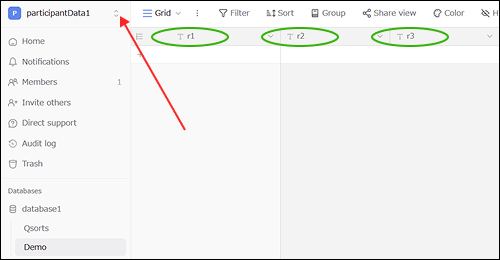 P participantData1
Grid Filter Sort Group Share view Color H
r1 r2 r3
Home
Notifications
Members 1
Invite others
Direct support
Audit log
Trash
Databases
database1
Qsorts
Demo